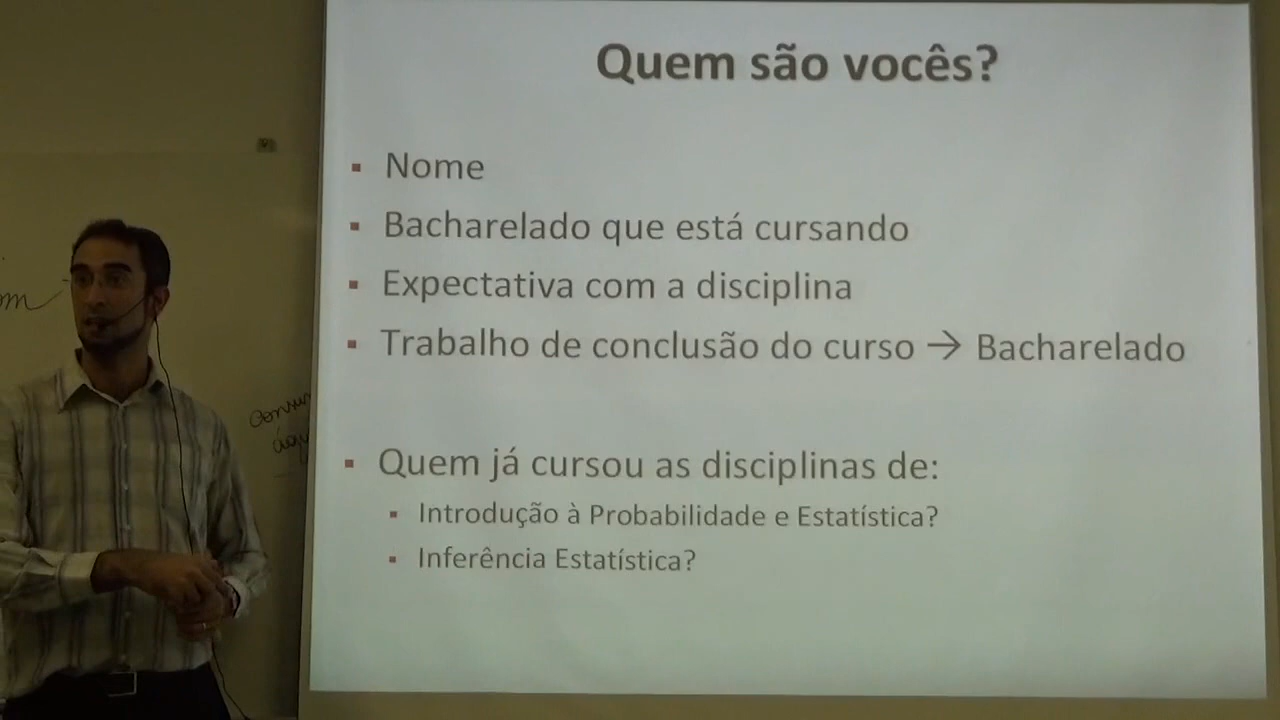 Quem são vocês?
Nome
Bacharelado que está cursando
Expectativa com a disciplina
Trabalho de conclusão do curso → Bacharelado
Quem já cursou as disciplinas de:
Introdução à Probabilidade e Estatística?
Inferência Estatística?